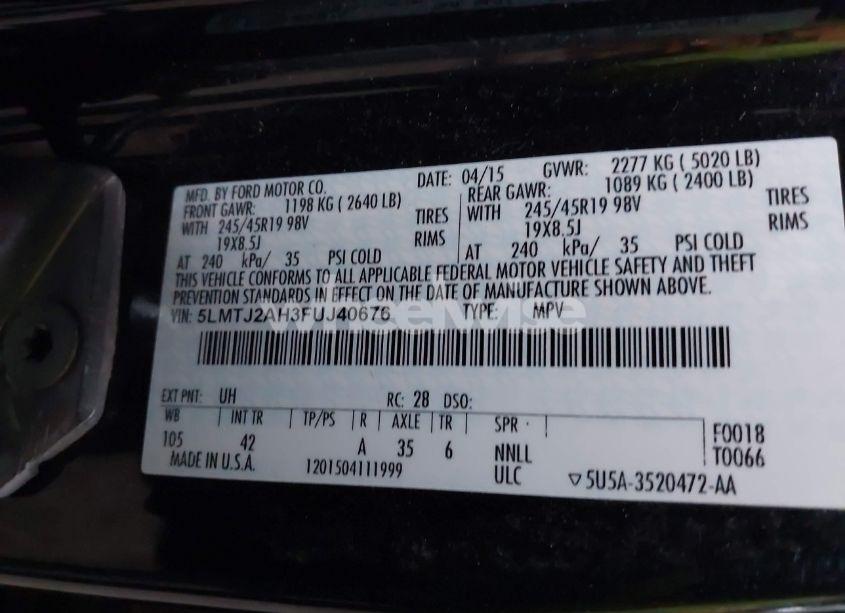 MFD. BY FORD MOTOR CO. DATE: 04/15 GVWR: 2277 KG ( 5020 LB)
FRONT GAWR: 1198 KG ( 2640 LB) REAR GAWR: 1089 KG ( 2400 LB)
WITH 245/45R19 98V TIRES WITH 245/45R19 98V TIRES
19X8.5J RIMS 19X8.5J RIMS
AT 240 kPa/ 35 PSI COLD AT 240 kPa/ 35 PSI COLD
THIS VEHICLE CONFORMS TO ALL APPLICABLE FEDERAL MOTOR VEHICLE SAFETY AND THEFT
PREVENTION STANDARDS IN EFFECT ON THE DATE OF MANUFACTURE SHOWN ABOVE.
VIN: 5LMTJ2AH3FUJ40676 TYPE: MPV
EXT PNT: UH RC: 28 DSO:
WB INT TR TP/PS R AXLE TR SPR
105 42 A 35 6 NNLL F0018
MADE IN U.S.A. 1201504111999 ULC T0066
▽5U5A-3520472-AA